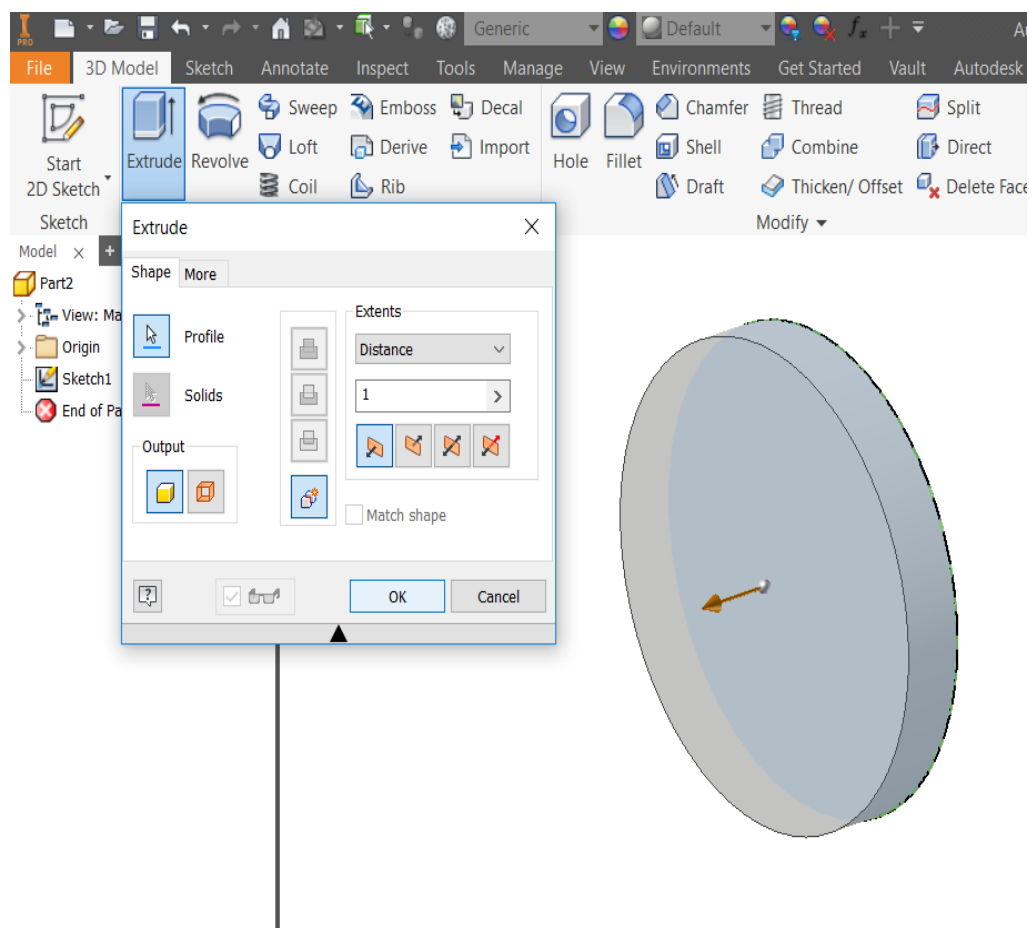 PRO Generic Default Au
File 3D Model Sketch Annotate Inspect Tools Manage View Environments Get Started Vault Autodesk
Sweep Emboss Decal Chamfer Thread Split
Start Extrude Revolve Loft Derive Import Hole Fillet Shell Combine Direct
2D Sketch Coil Rib Draft Thicken/ Offset Delete Face
Sketch Modify
Model
Part2
View: Ma
Origin
Sketch1
End of Pa
Extrude
Shape More
Profile
Solids
Output
Extents
Distance
1
Match shape
OK Cancel